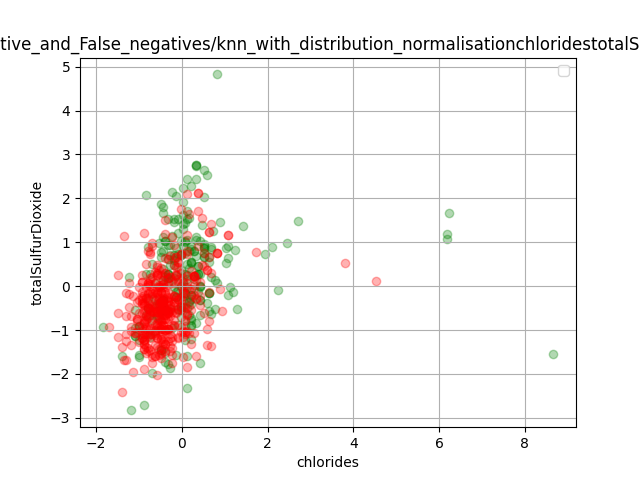 tive_and_False_negatives/knn_with_distribution_normalisationchloridestotalS
5
4
3
2
1
0
−1
−2
−3
totalSulfurDioxide
−2 0 2 4 6 8
chlorides